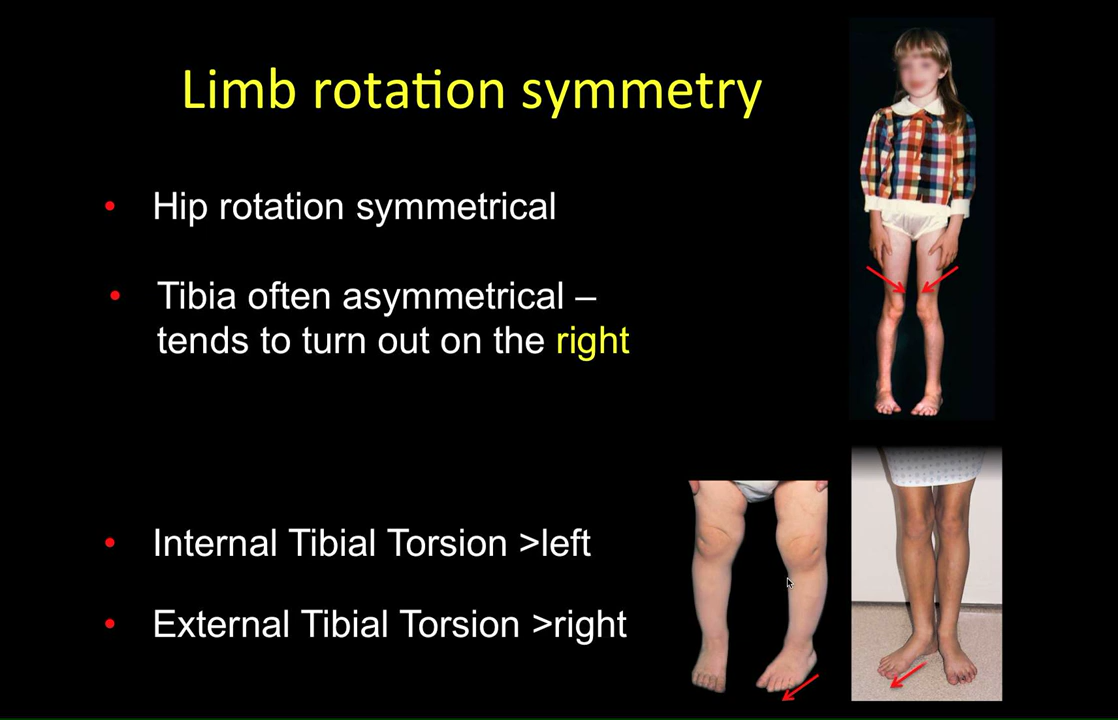 Limb rotation symmetry
• Hip rotation symmetrical
• Tibia often asymmetrical –
tends to turn out on the right
• Internal Tibial Torsion >left
• External Tibial Torsion >right